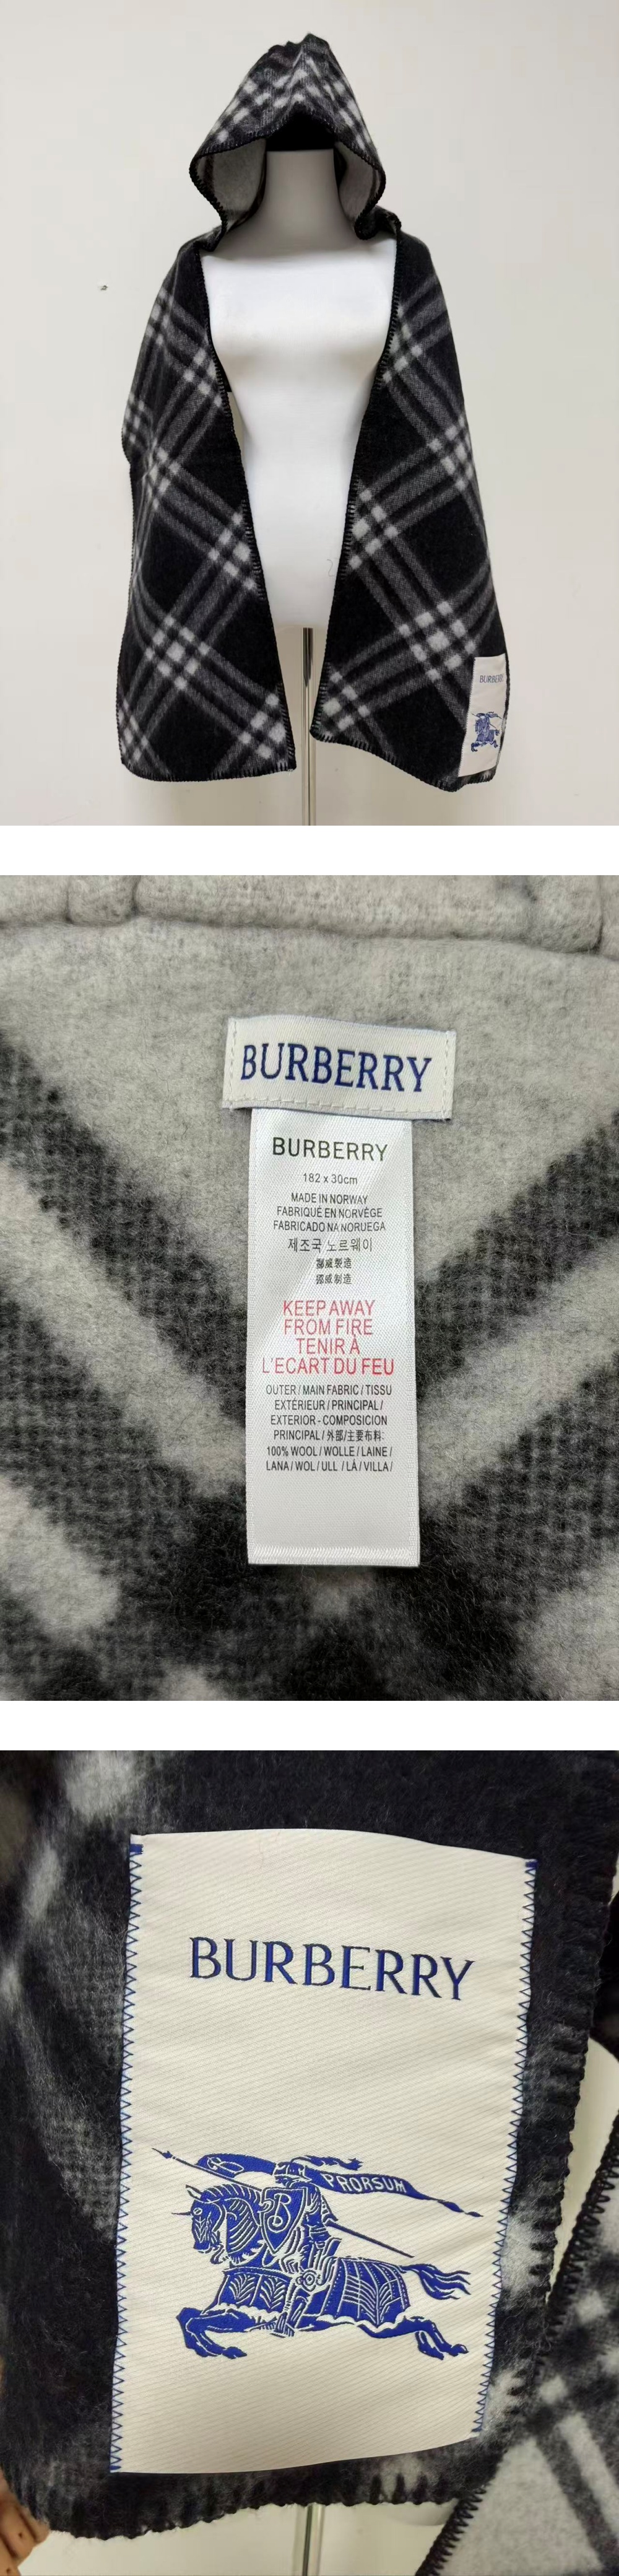 BURBERRY
BURBERRY
BURBERRY
182 x 30cm
MADE IN NORWAY
FABRIQUÉ EN NORVÈGE
FABRICADO NA NORUEGA
제조국 노르웨이
挪威製造
挪威制造
KEEP AWAY
FROM FIRE
TENIR À
L'ECART DU FEU
OUTER / MAIN FABRIC / TISSU
EXTÉRIEUR / PRINCIPAL /
EXTERIOR - COMPOSICION
PRINCIPAL / 外部/主要布料:
100% WOOL / WOLLE / LAINE /
LANA / WOL / ULL / LÃ / VILLA /
BURBERRY
PRORSUM
B